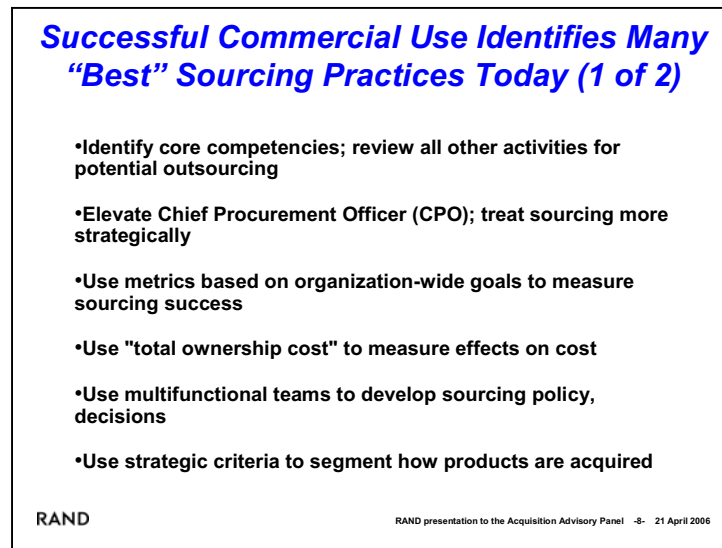 Successful Commercial Use Identifies Many
“Best” Sourcing Practices Today (1 of 2)
•Identify core competencies; review all other activities for
potential outsourcing
•Elevate Chief Procurement Officer (CPO); treat sourcing more
strategically
•Use metrics based on organization-wide goals to measure
sourcing success
•Use "total ownership cost" to measure effects on cost
•Use multifunctional teams to develop sourcing policy,
decisions
•Use strategic criteria to segment how products are acquired
RAND
RAND presentation to the Acquisition Advisory Panel -8- 21 April 2006